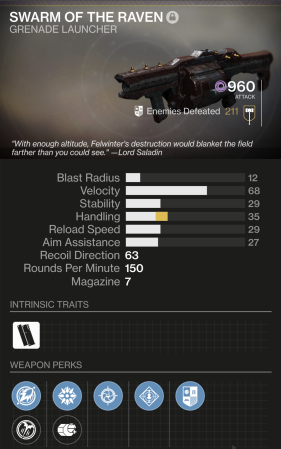 SWARM OF THE RAVEN
GRENADE LAUNCHER
960
ATTACK
Enemies Defeated 211
"With enough altitude, Felwinter's destruction would blanket the field
farther than you could see." —Lord Saladin
Blast Radius 12
Velocity 68
Stability 29
Handling 35
Reload Speed 29
Aim Assistance 27
Recoil Direction 63
Rounds Per Minute 150
Magazine 7
INTRINSIC TRAITS
WEAPON PERKS